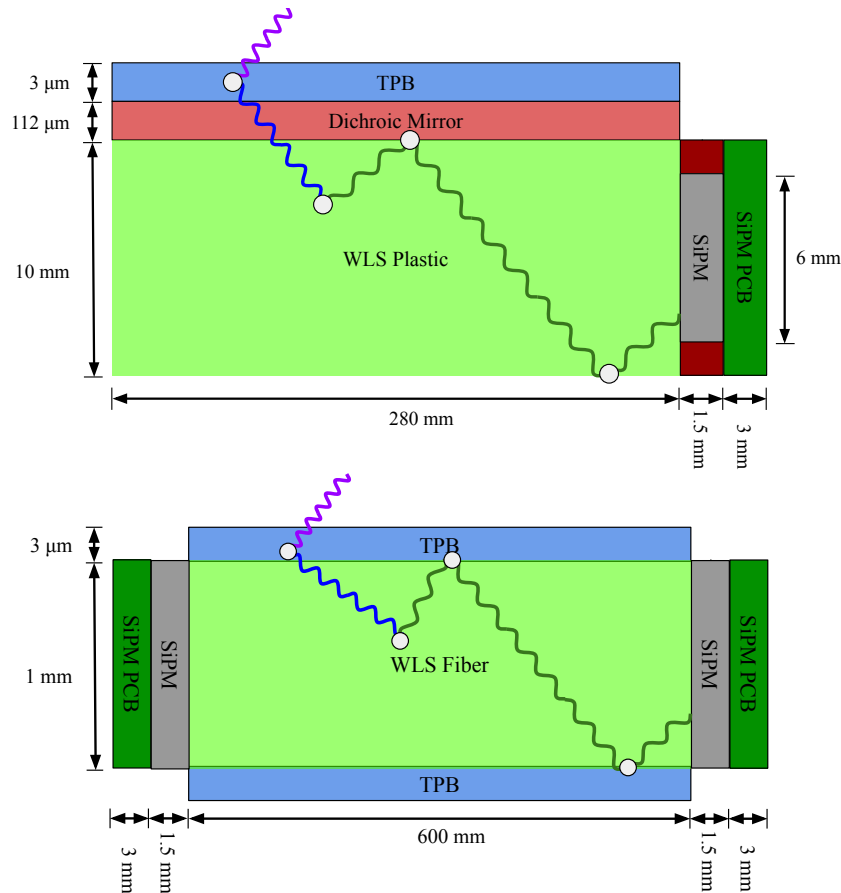 3 μm
TPB
112 μm
Dichroic Mirror
10 mm
WLS Plastic
SiPM
SiPM PCB
6 mm
280 mm
1.5 mm
3 mm
3 μm
TPB
SiPM PCB
SiPM
1 mm
WLS Fiber
SiPM
SiPM PCB
TPB
3 mm
1.5 mm
600 mm
1.5 mm
3 mm